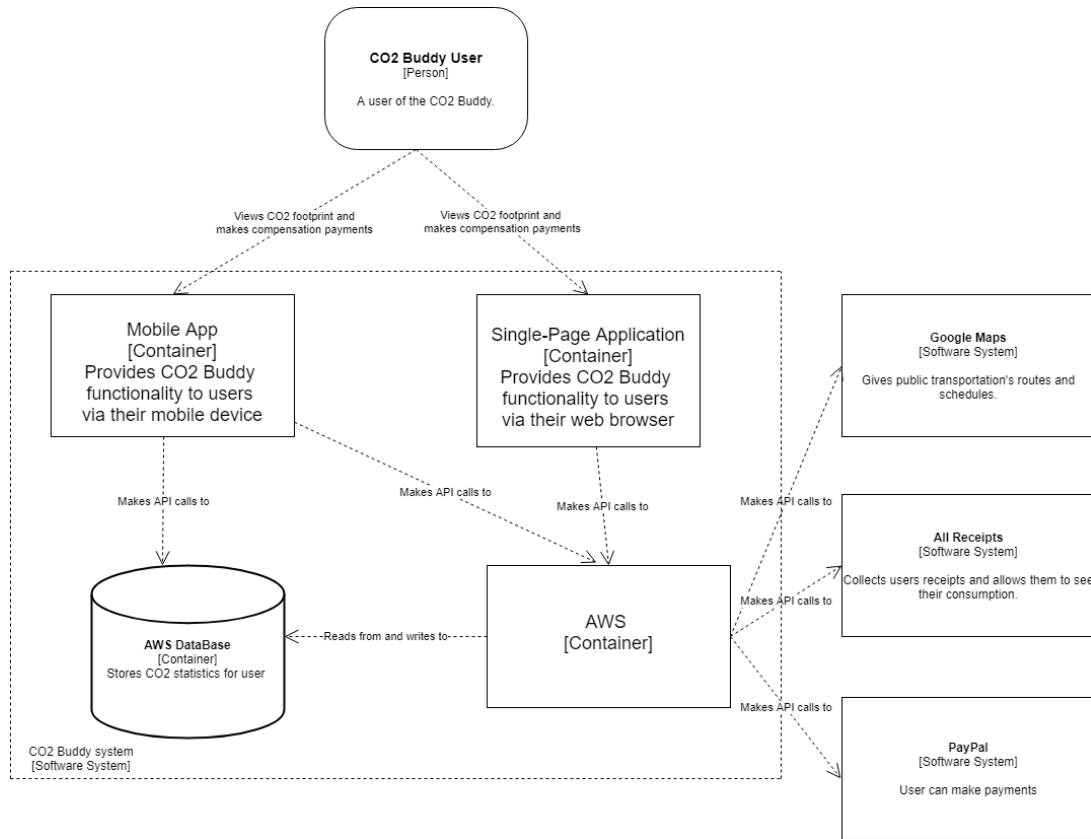 CO2 Buddy User
[Person]
A user of the CO2 Buddy.
Views CO2 footprint and
makes compensation payments
Views CO2 footprint and
makes compensation payments
Mobile App
[Container]
Provides CO2 Buddy
functionality to users
via their mobile device
Single-Page Application
[Container]
Provides CO2 Buddy
functionality to users
via their web browser
Google Maps
[Software System]
Gives public transportation's routes and
schedules.
Makes API calls to
Makes API calls to
Makes API calls to
Makes API calls to
All Receipts
[Software System]
Collects users receipts and allows them to see
their consumption.
Makes API calls to
AWS DataBase
[Container]
Stores CO2 statistics for user
Reads from and writes to
AWS
[Container]
Makes API calls to
PayPal
[Software System]
User can make payments
CO2 Buddy system
[Software System]